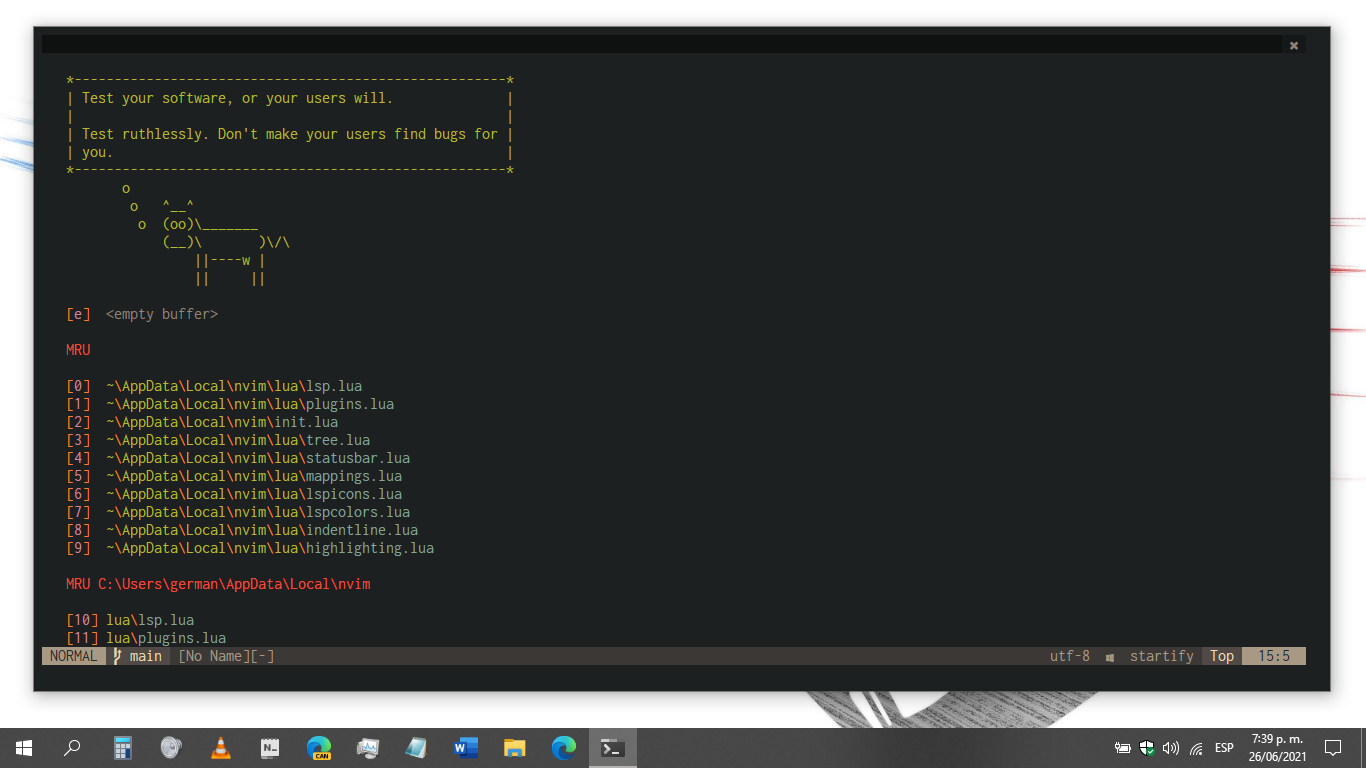 *------------------------------------------------------*
| Test your software, or your users will.              |
|                                                      |
| Test ruthlessly. Don't make your users find bugs for |
| you.                                                 |
*------------------------------------------------------*
       o
        o   ^__^
         o  (oo)\_______
            (__)\       )\/\
                ||----w |
                ||     ||
[e]  <empty buffer>
MRU
[0]  ~\AppData\Local\nvim\lua\lsp.lua
[1]  ~\AppData\Local\nvim\lua\plugins.lua
[2]  ~\AppData\Local\nvim\init.lua
[3]  ~\AppData\Local\nvim\lua\tree.lua
[4]  ~\AppData\Local\nvim\lua\statusbar.lua
[5]  ~\AppData\Local\nvim\lua\mappings.lua
[6]  ~\AppData\Local\nvim\lua\lspicons.lua
[7]  ~\AppData\Local\nvim\lua\lspcolors.lua
[8]  ~\AppData\Local\nvim\lua\indentline.lua
[9]  ~\AppData\Local\nvim\lua\highlighting.lua
MRU C:\Users\german\AppData\Local\nvim
[10] lua\lsp.lua
[11] lua\plugins.lua
NORMAL main [No Name][-] utf-8 startify Top 15:5
N..
CAN
W
ESP
7:39 p. m.
26/06/2021